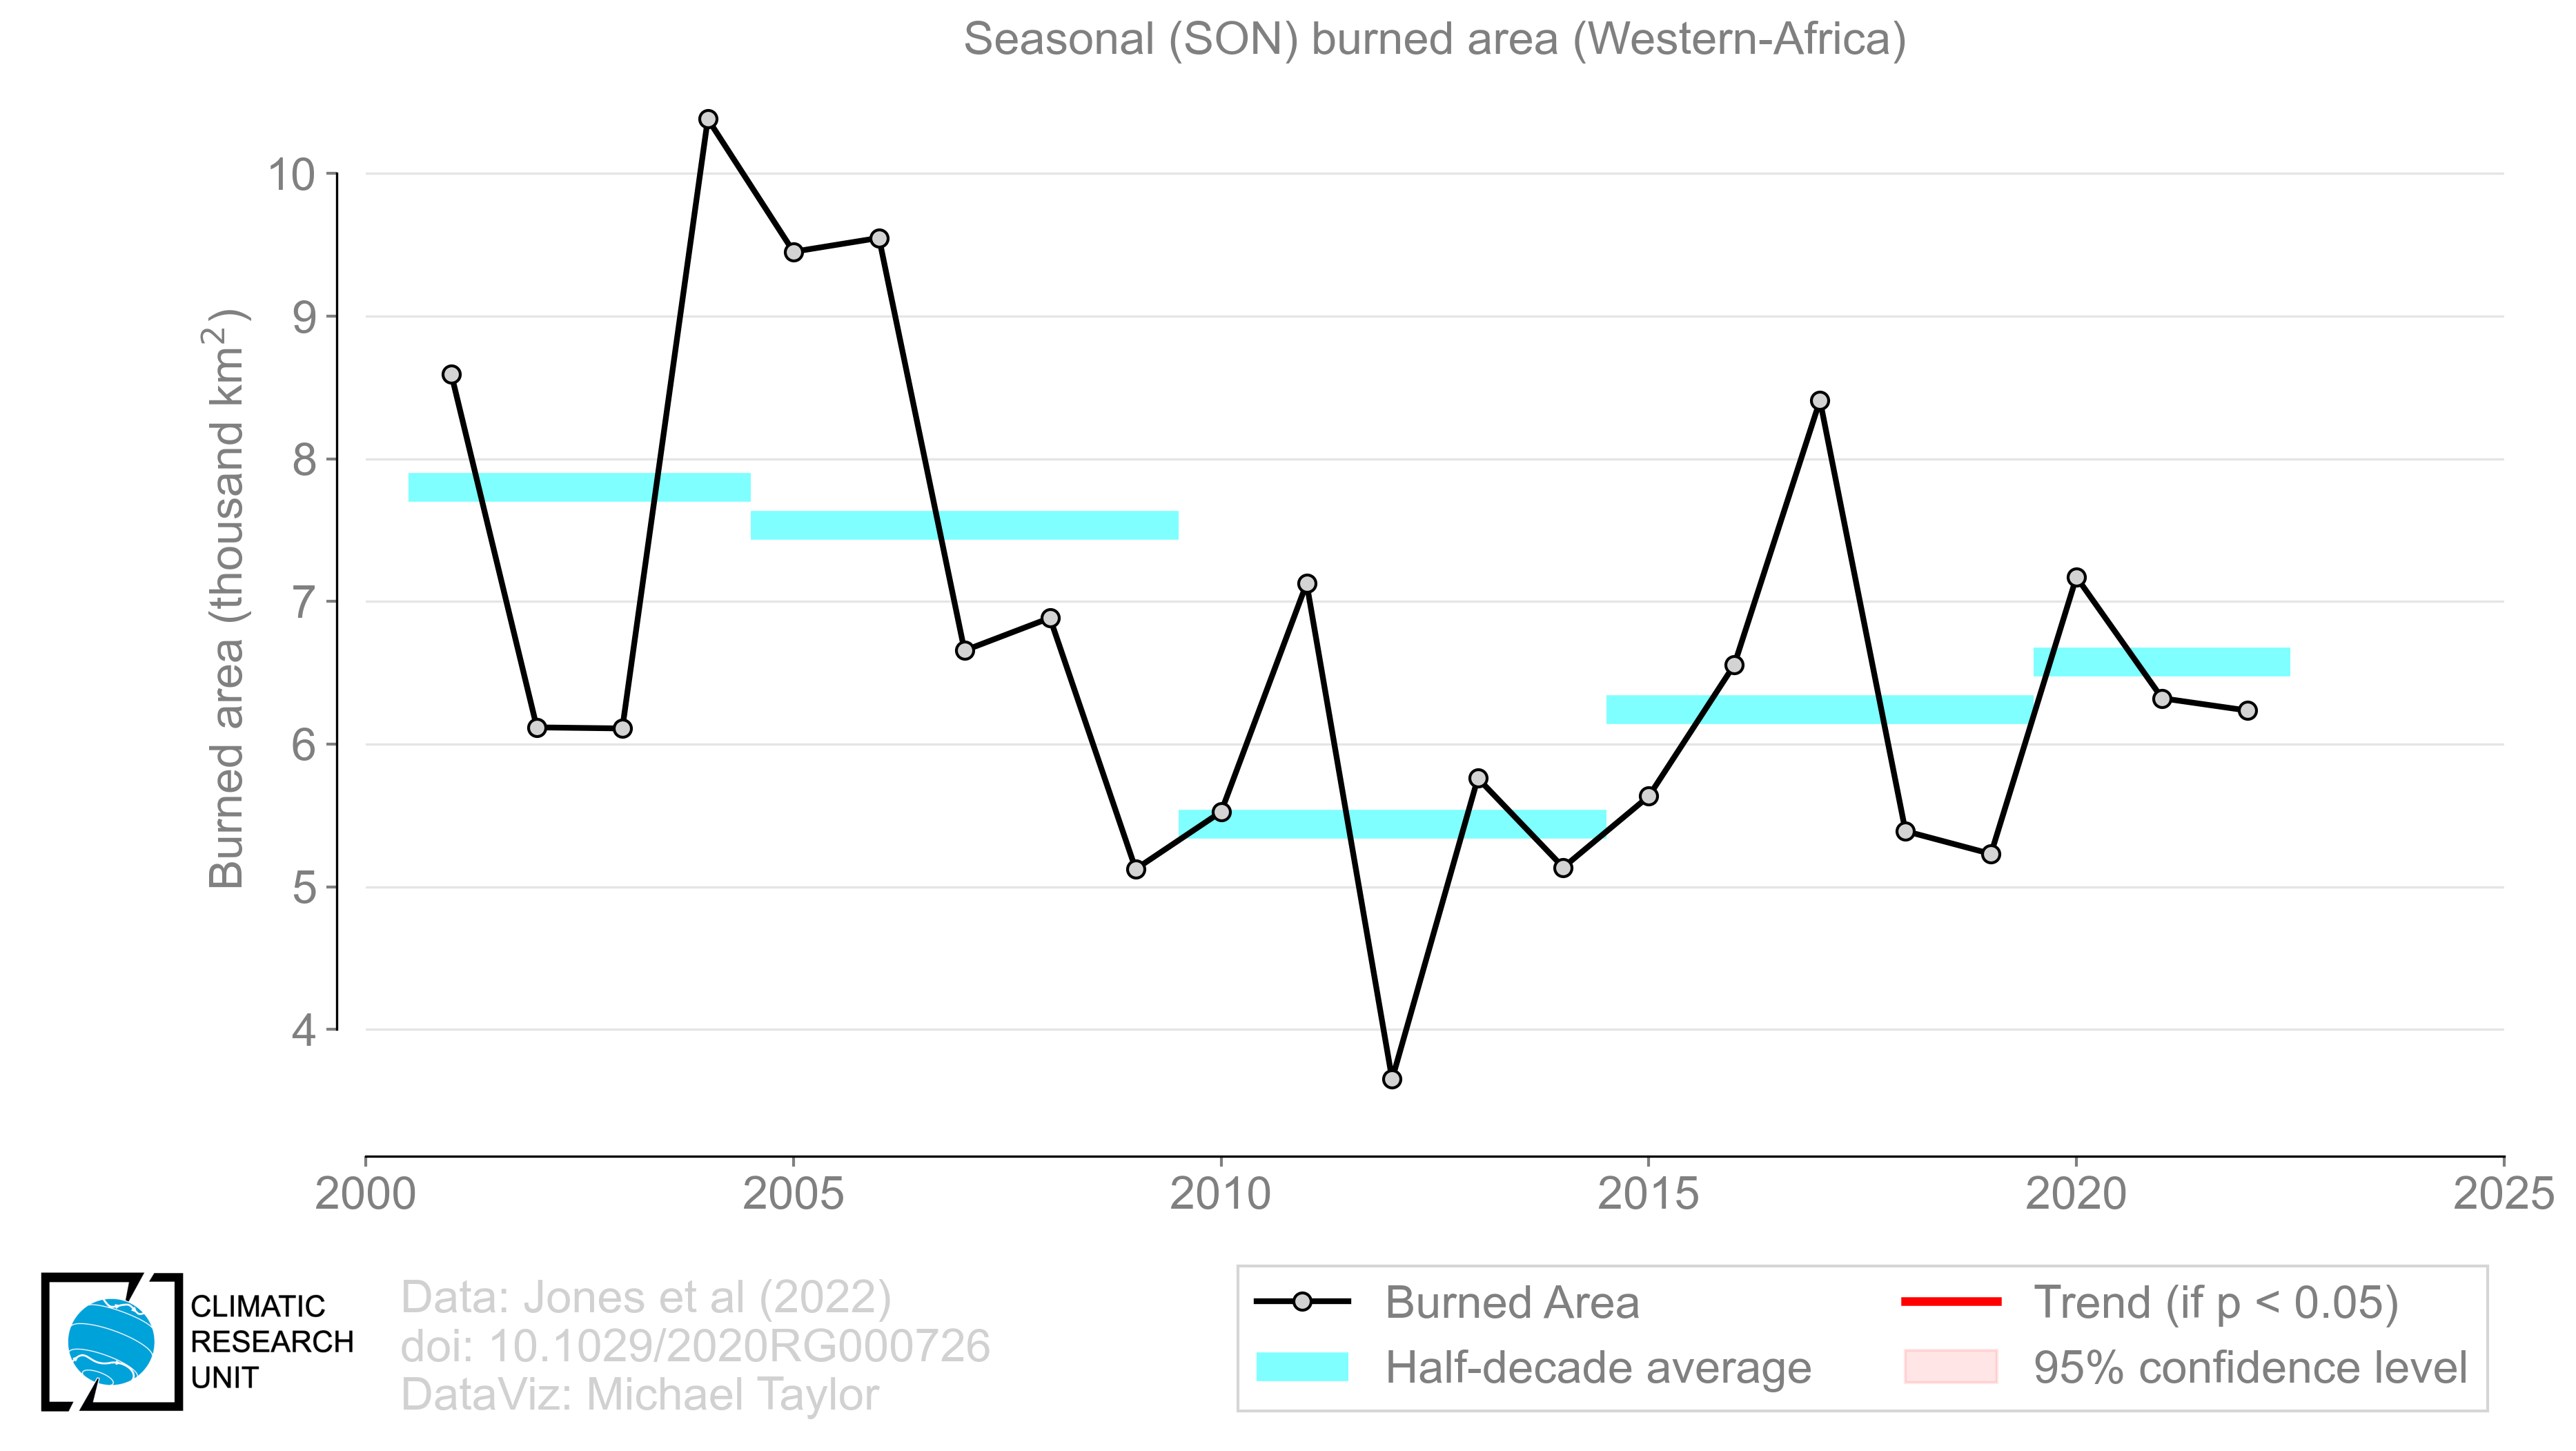 Seasonal (SON) burned area (Western-Africa)
Burned area (thousand km²)
10
9
8
7
6
5
4
2000
2005
2010
2015
2020
2025
CLIMATIC
RESEARCH
UNIT
Data: Jones et al (2022)
doi: 10.1029/2020RG000726
DataViz: Michael Taylor
Burned Area
Half-decade average
Trend (if p < 0.05)
95% confidence level